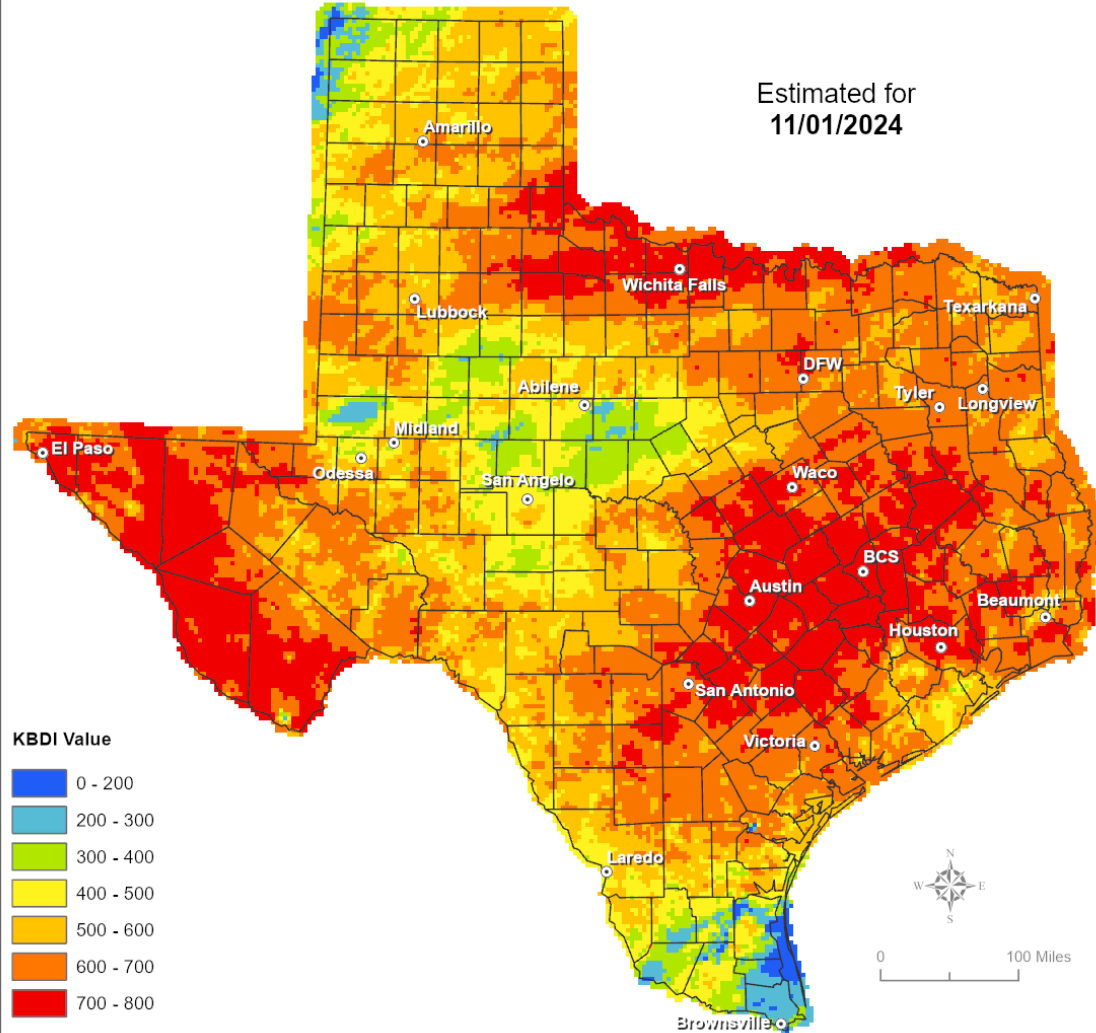 Estimated for
11/01/2024
Amarillo
Wichita Falls
Lubbock
Texarkana
DFW
Abilene
Tyler
Longview
Midland
El Paso
Odessa
San Angelo
Waco
BCS
Austin
Beaumont
Houston
San Antonio
Victoria
Laredo
Brownsville
KBDI Value
0 - 200
200 - 300
300 - 400
400 - 500
500 - 600
600 - 700
700 - 800
N
W E
S
0 100 Miles